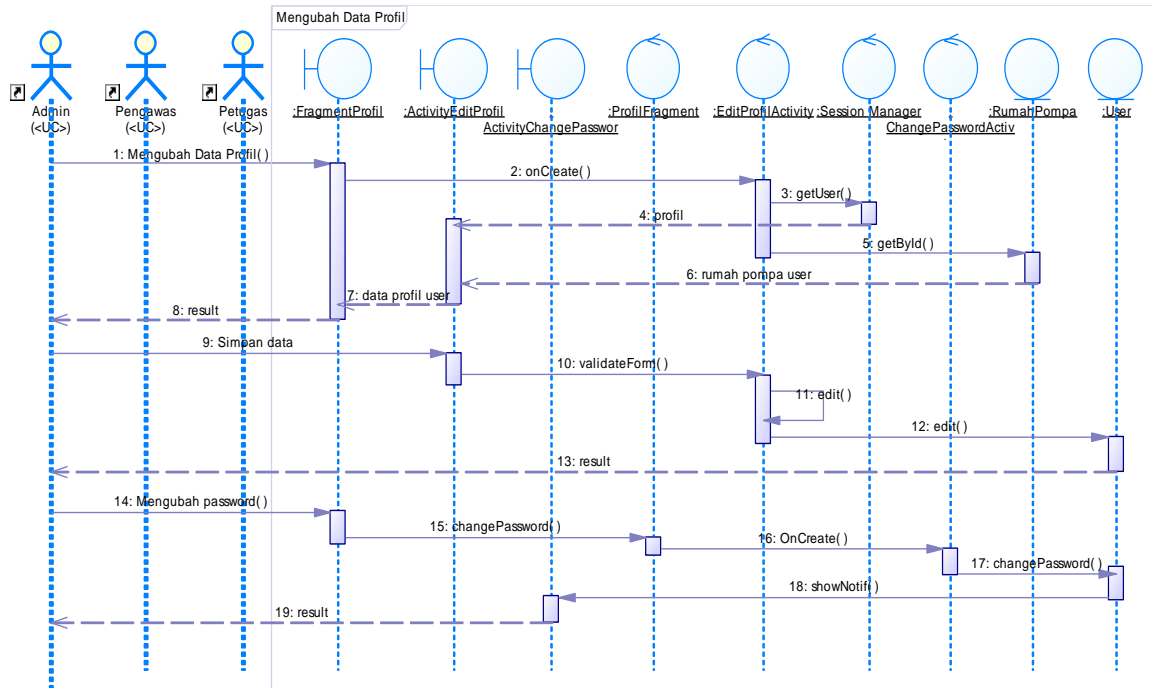 Mengubah Data Profil
Admin
(<UC>)
Pengawas
(<UC>)
Petugas
(<UC>)
:FragmentProfil
:ActivityEditProfil
ActivityChangePasswor
:ProfilFragment
:EditProfilActivity
:Session Manager
ChangePasswordActiv
:RumahPompa
:User
1: Mengubah Data Profil( )
2: onCreate( )
3: getUser( )
4: profil
5: getById( )
6: rumah pompa user
7: data profil user
8: result
9: Simpan data
10: validateForm( )
11: edit( )
12: edit( )
13: result
14: Mengubah password( )
15: changePassword( )
16: OnCreate( )
17: changePassword( )
18: showNotif( )
19: result